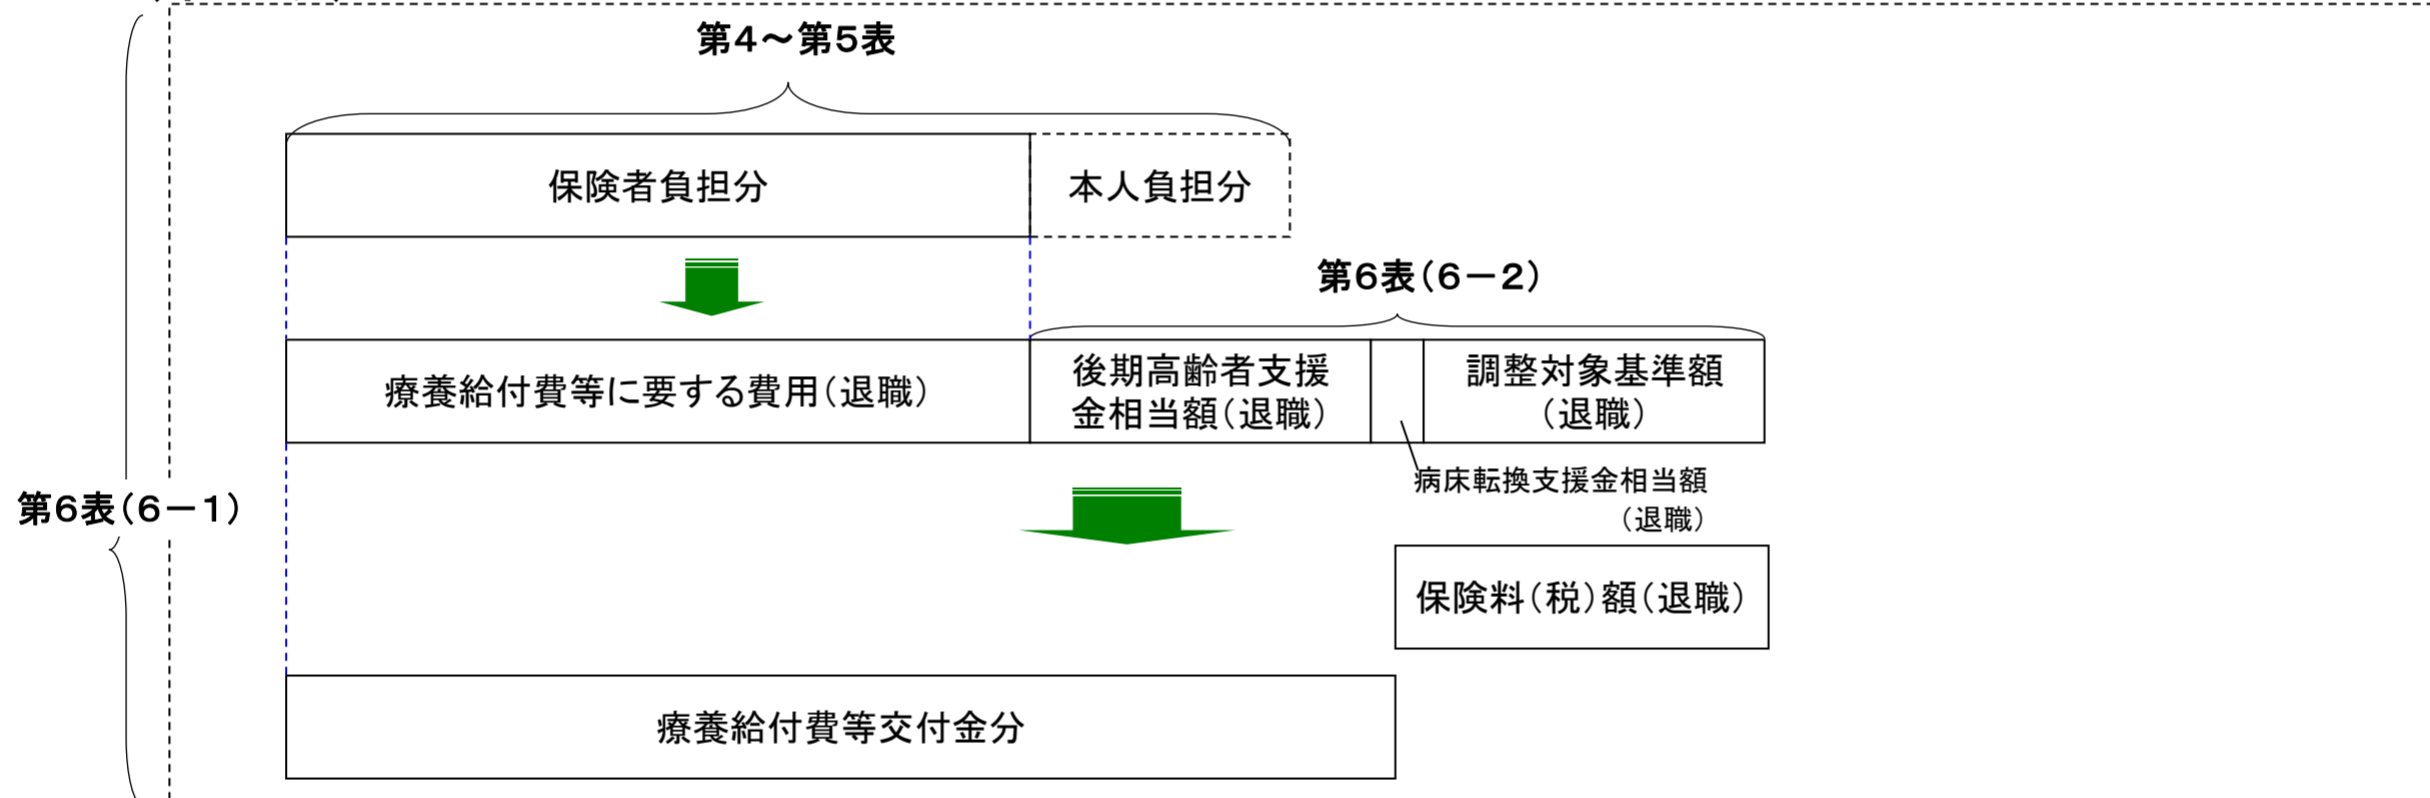 第４～第５表
保険者負担分
本人負担分
第６表（６－２）
療養給付費等に要する費用（退職）
後期高齢者支援
金相当額（退職）
調整対象基準額
（退職）
病床転換支援金相当額
（退職）
第６表（６－１）
保険料（税）額（退職）
療養給付費等交付金分